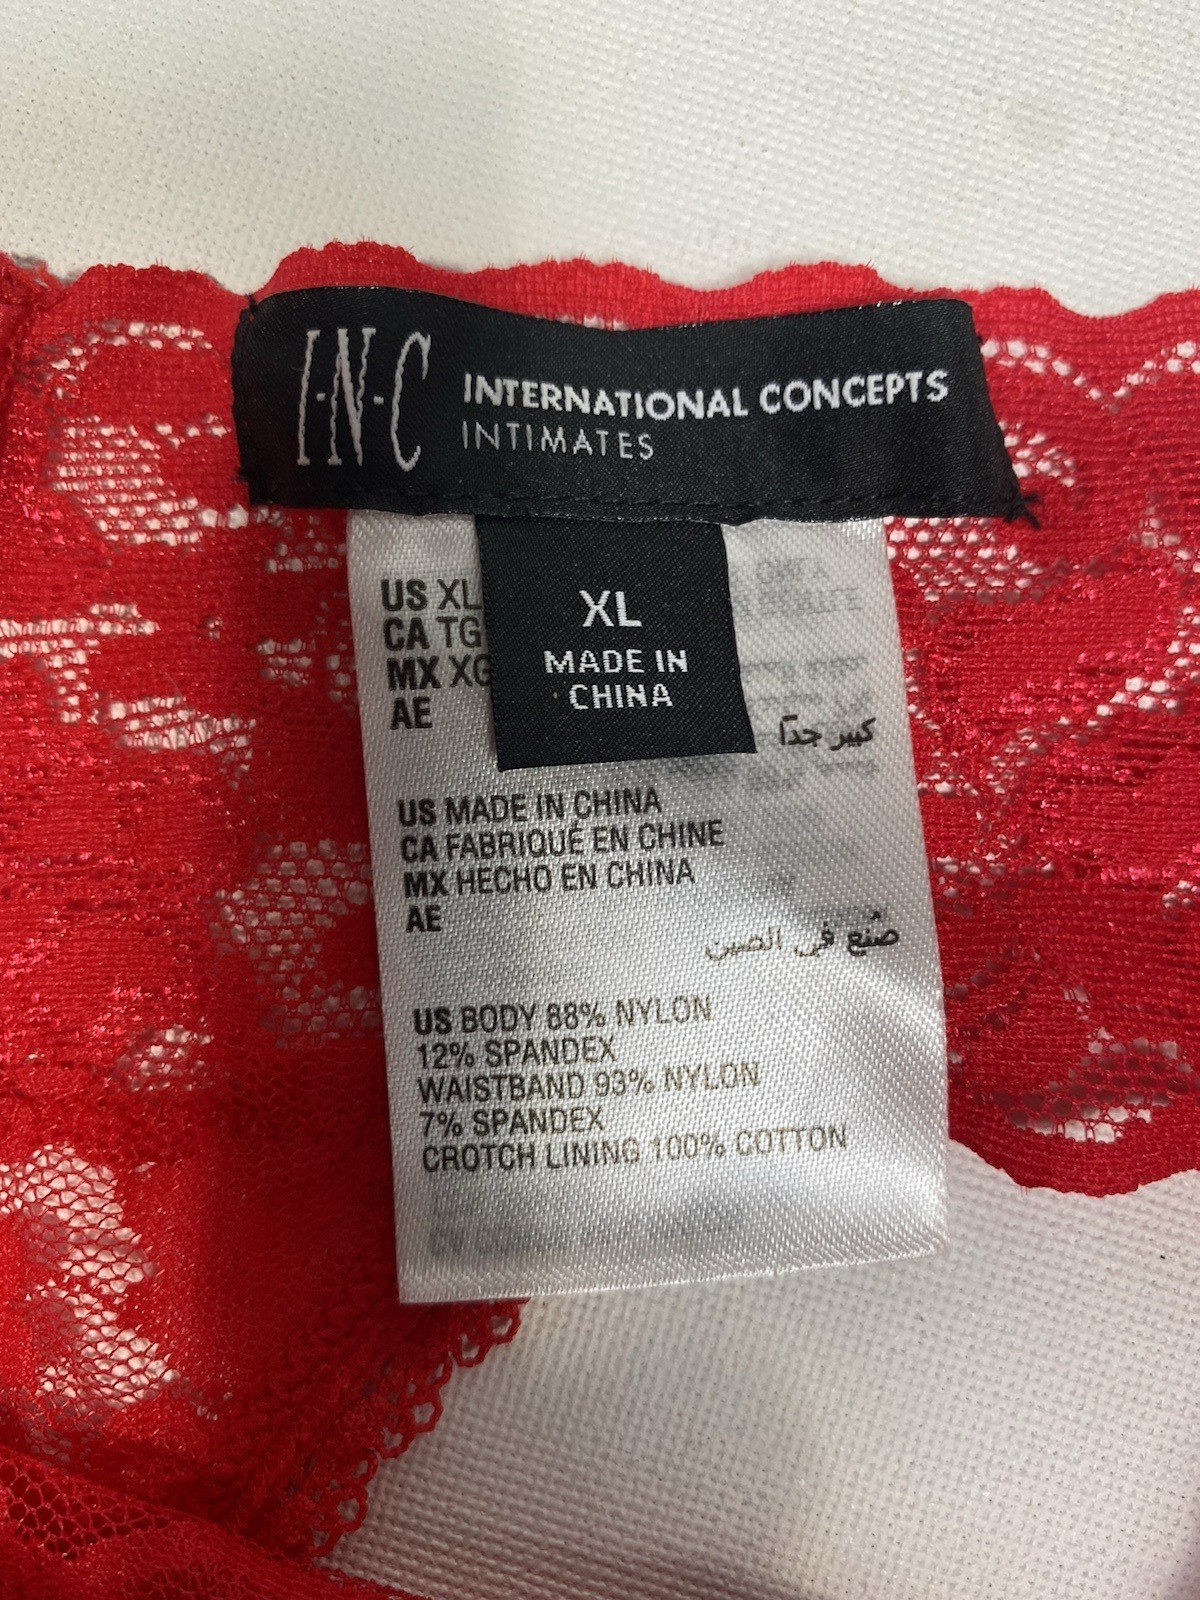 I·N·C INTERNATIONAL CONCEPTS
INTIMATES
XL
MADE IN
CHINA
US XL
CA TG
MX XG
AE كبير جداً
US MADE IN CHINA
CA FABRIQUÉ EN CHINE
MX HECHO EN CHINA
AE صُنع في الصين
US BODY 88% NYLON
12% SPANDEX
WAISTBAND 93% NYLON
7% SPANDEX
CROTCH LINING 100% COTTON